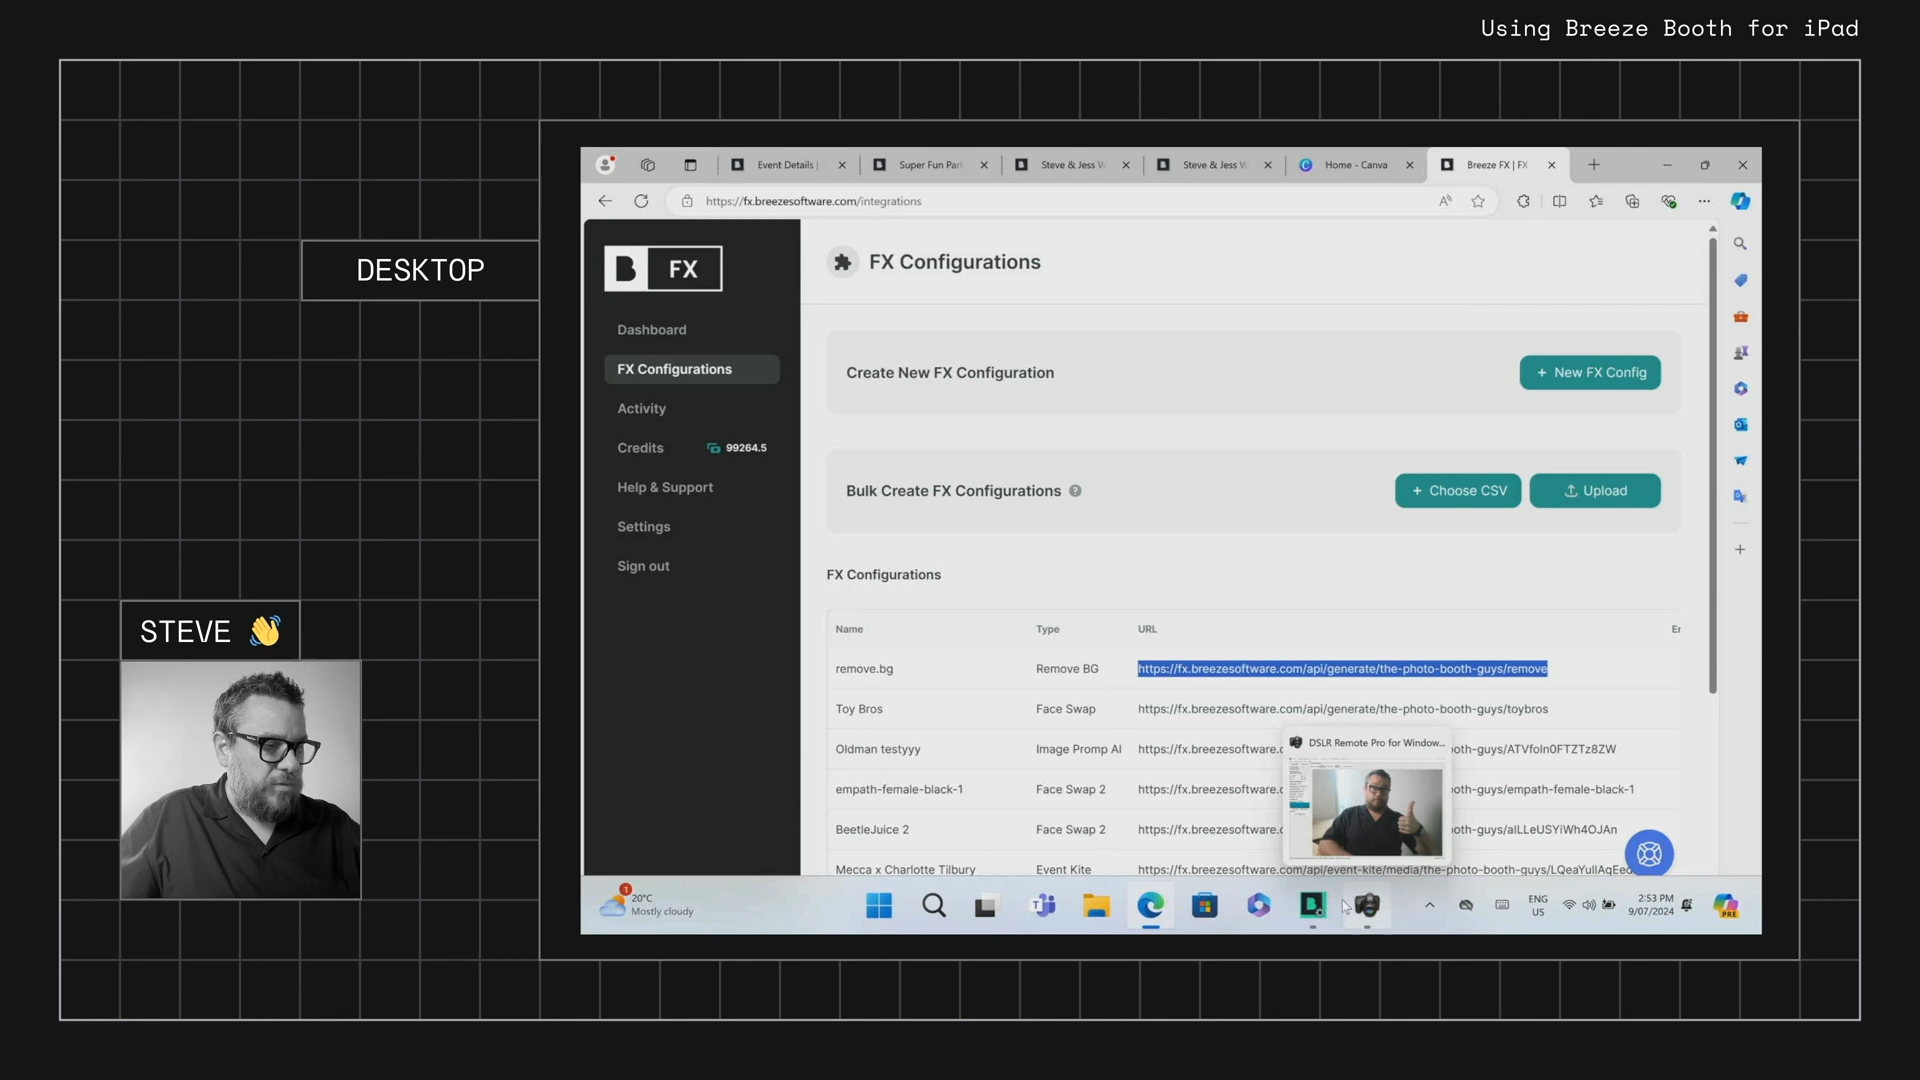 Using Breeze Booth for iPad
DESKTOP
STEVE 👋
Event Details |
Super Fun Par
Steve & Jess W
Steve & Jess W
Home - Canva
Breeze FX | FX
https://fx.breezesoftware.com/integrations
B FX
Dashboard
FX Configurations
Activity
Credits 99264.5
Help & Support
Settings
Sign out
FX Configurations
Create New FX Configuration
+ New FX Config
Bulk Create FX Configurations
+ Choose CSV
Upload
FX Configurations
Name Type URL Er
remove.bg Remove BG https://fx.breezesoftware.com/api/generate/the-photo-booth-guys/remove
Toy Bros Face Swap https://fx.breezesoftware.com/api/generate/the-photo-booth-guys/toybros
Oldman testyyy Image Promp AI https://fx.breezesoftware.c oth-guys/ATVfoIn0FTZTz8ZW
empath-female-black-1 Face Swap 2 https://fx.breezesoftware.c oth-guys/empath-female-black-1
BeetleJuice 2 Face Swap 2 https://fx.breezesoftware.c oth-guys/alLLeUSYiWh4OJAn
Mecca x Charlotte Tilbury Event Kite https://fx.breezesoftware.com/api/event-kite/media/the-photo-booth-guys/LQeaYullAqEed
DSLR Remote Pro for Window...
1
20°C
Mostly cloudy
ENG
US
2:53 PM
9/07/2024
PRE